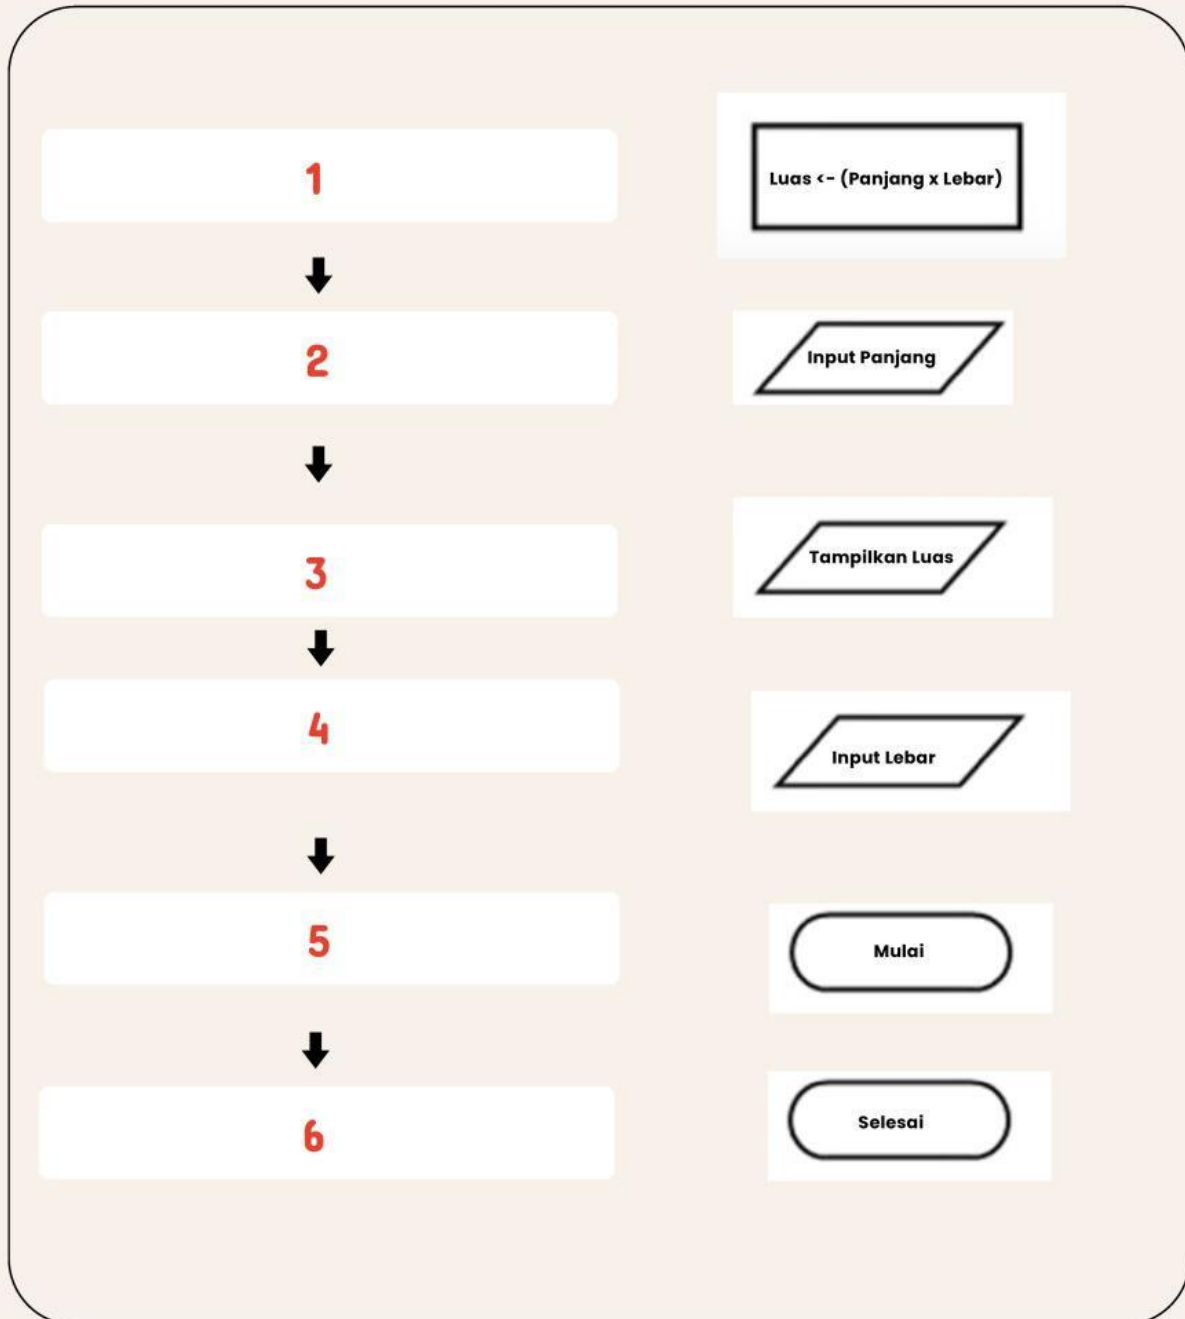 1
Luas <- (Panjang x Lebar)
2
Input Panjang
3
Tampilkan Luas
4
Input Lebar
5
Mulai
6
Selesai